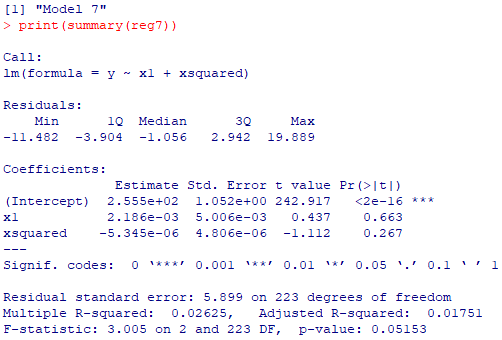 [1] "Model 7"
> print(summary(reg7))
Call:
lm(formula = y ~ x1 + xsquared)
Residuals:
    Min      1Q  Median      3Q     Max
-11.482  -3.904  -1.056   2.942  19.889
Coefficients:
              Estimate Std. Error t value Pr(>|t|)
(Intercept)  2.555e+02  1.052e+00 242.917   <2e-16 ***
x1           2.186e-03  5.006e-03   0.437    0.663
xsquared    -5.345e-06  4.806e-06  -1.112    0.267
---
Signif. codes:  0 ‘***’ 0.001 ‘**’ 0.01 ‘*’ 0.05 ‘.’ 0.1 ‘ ’ 1
Residual standard error: 5.899 on 223 degrees of freedom
Multiple R-squared:  0.02625,   Adjusted R-squared:  0.01751
F-statistic: 3.005 on 2 and 223 DF,  p-value: 0.05153